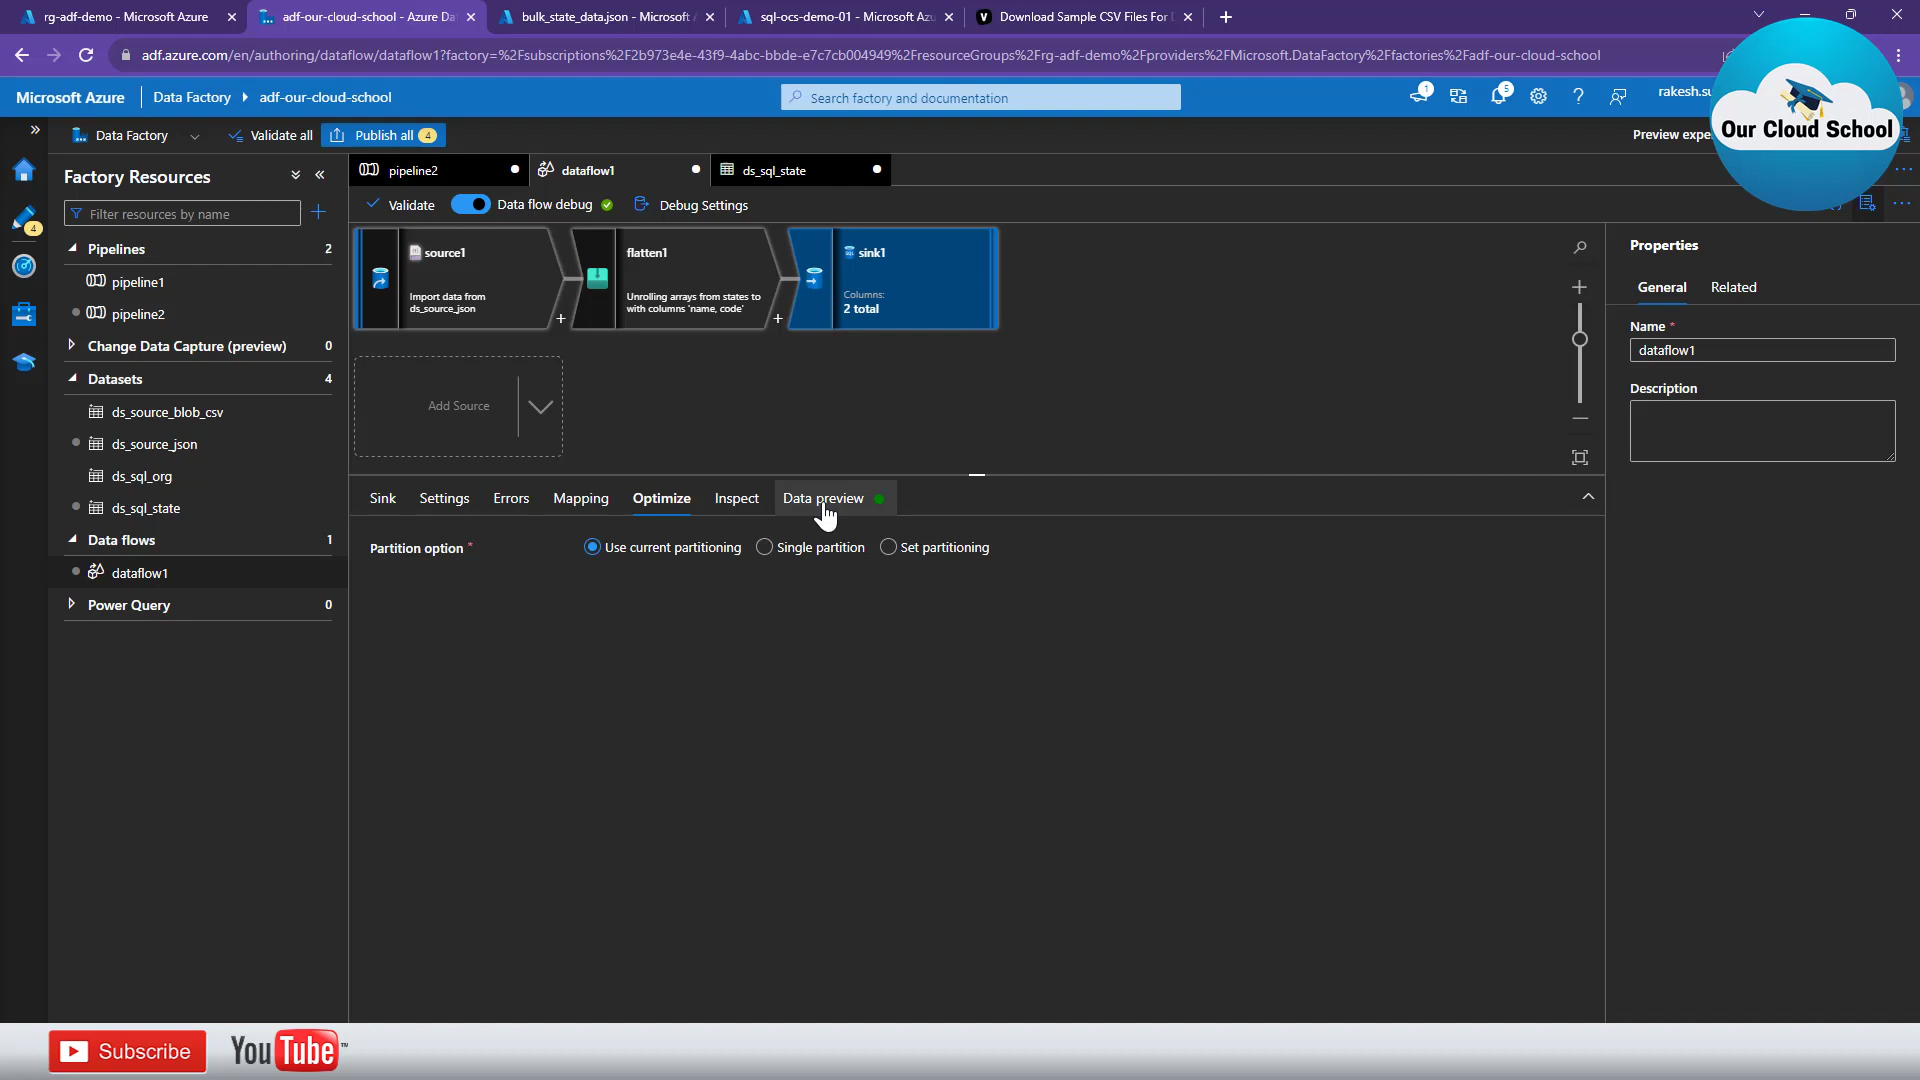 rg-adf-demo - Microsoft Azure
adf-our-cloud-school - Azure Da
bulk_state_data.json - Microsoft
sql-ocs-demo-01 - Microsoft Azu
Download Sample CSV Files For
adf.azure.com/en/authoring/dataflow/dataflow1?factory=%2Fsubscriptions%2F2b973e4e-43f9-4abc-bbde-e7c7cb004949%2FresourceGroups%2Frg-adf-demo%2Fproviders%2FMicrosoft.DataFactory%2Ffactories%2Fadf-our-cloud-school
Microsoft Azure
Data Factory
adf-our-cloud-school
Search factory and documentation
1
5
rakesh.su
Our Cloud School
Data Factory
Validate all
Publish all
4
Preview expe
Factory Resources
Filter resources by name
4
Pipelines 2
pipeline1
pipeline2
Change Data Capture (preview) 0
Datasets 4
ds_source_blob_csv
ds_source_json
ds_sql_org
ds_sql_state
Data flows 1
dataflow1
Power Query 0
pipeline2
dataflow1
ds_sql_state
Validate
Data flow debug
Debug Settings
source1
Import data from
ds_source_json
flatten1
Unrolling arrays from states to
with columns 'name, code'
sink1
Columns:
2 total
Add Source
Sink
Settings
Errors
Mapping
Optimize
Inspect
Data preview
Partition option *
Use current partitioning
Single partition
Set partitioning
Properties
General
Related
Name *
dataflow1
Description
Subscribe
YouTube
TM